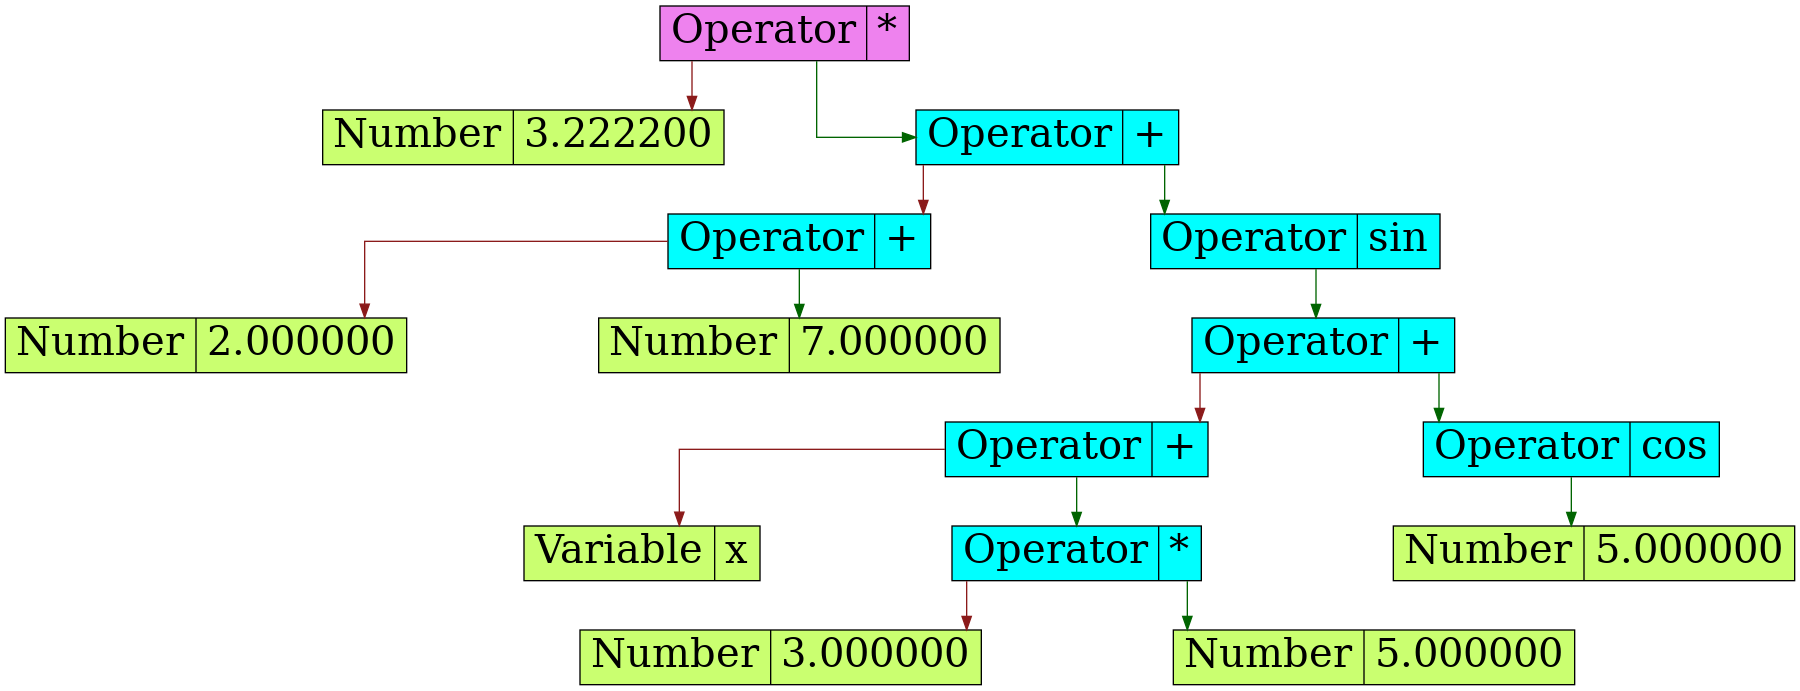 Operator *
Number 3.222200
Operator +
Operator +
Operator sin
Number 2.000000
Number 7.000000
Operator +
Operator +
Operator cos
Variable x
Operator *
Number 5.000000
Number 3.000000
Number 5.000000